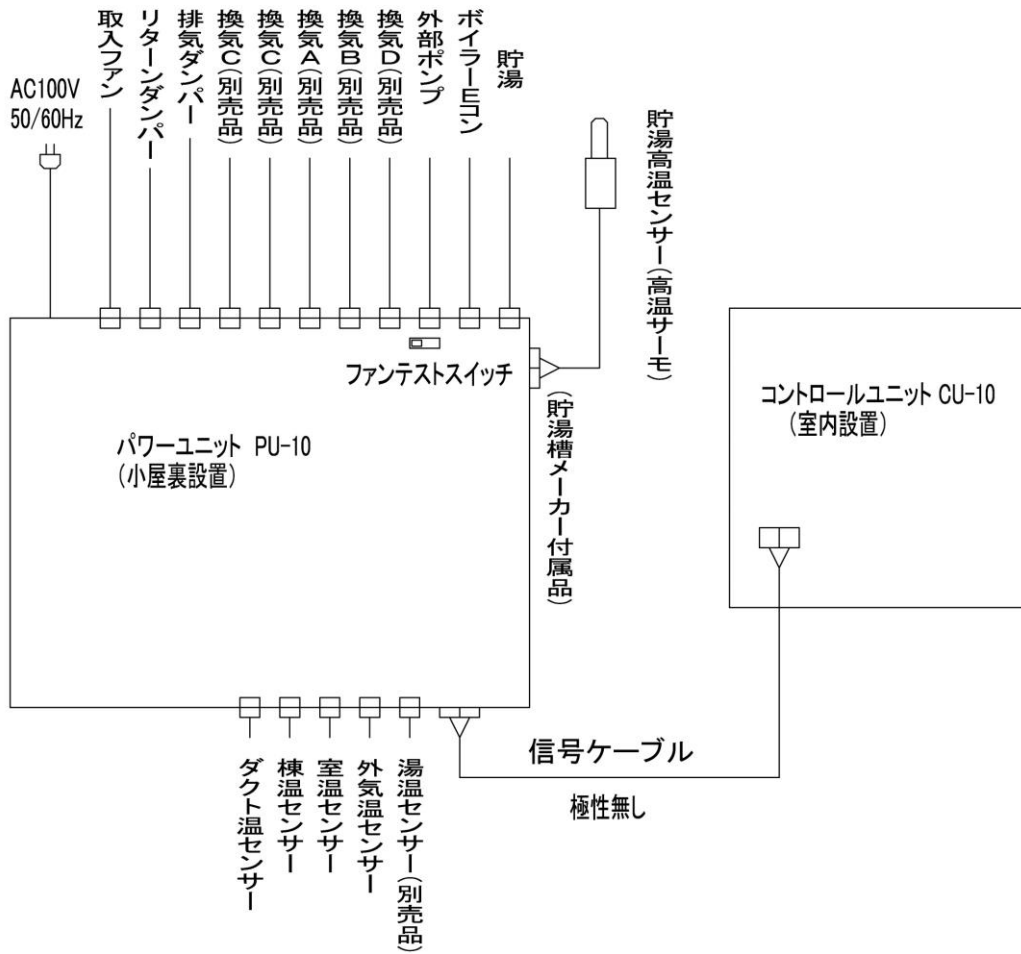 AC100V
50/60Hz
取入ファン
リターンダンパー
排気ダンパー
換気C(別売品)
換気C(別売品)
換気A(別売品)
換気B(別売品)
換気D(別売品)
外部ポンプ
ボイラーEコン
貯湯
貯湯高温センサー(高温サーモ)
ファンテストスイッチ
(貯湯槽メーカー付属品)
パワーユニット PU-10
(小屋裏設置)
コントロールユニット CU-10
(室内設置)
ダクト温センサー
棟温センサー
室温センサー
外気温センサー
湯温センサー(別売品)
信号ケーブル
極性無し